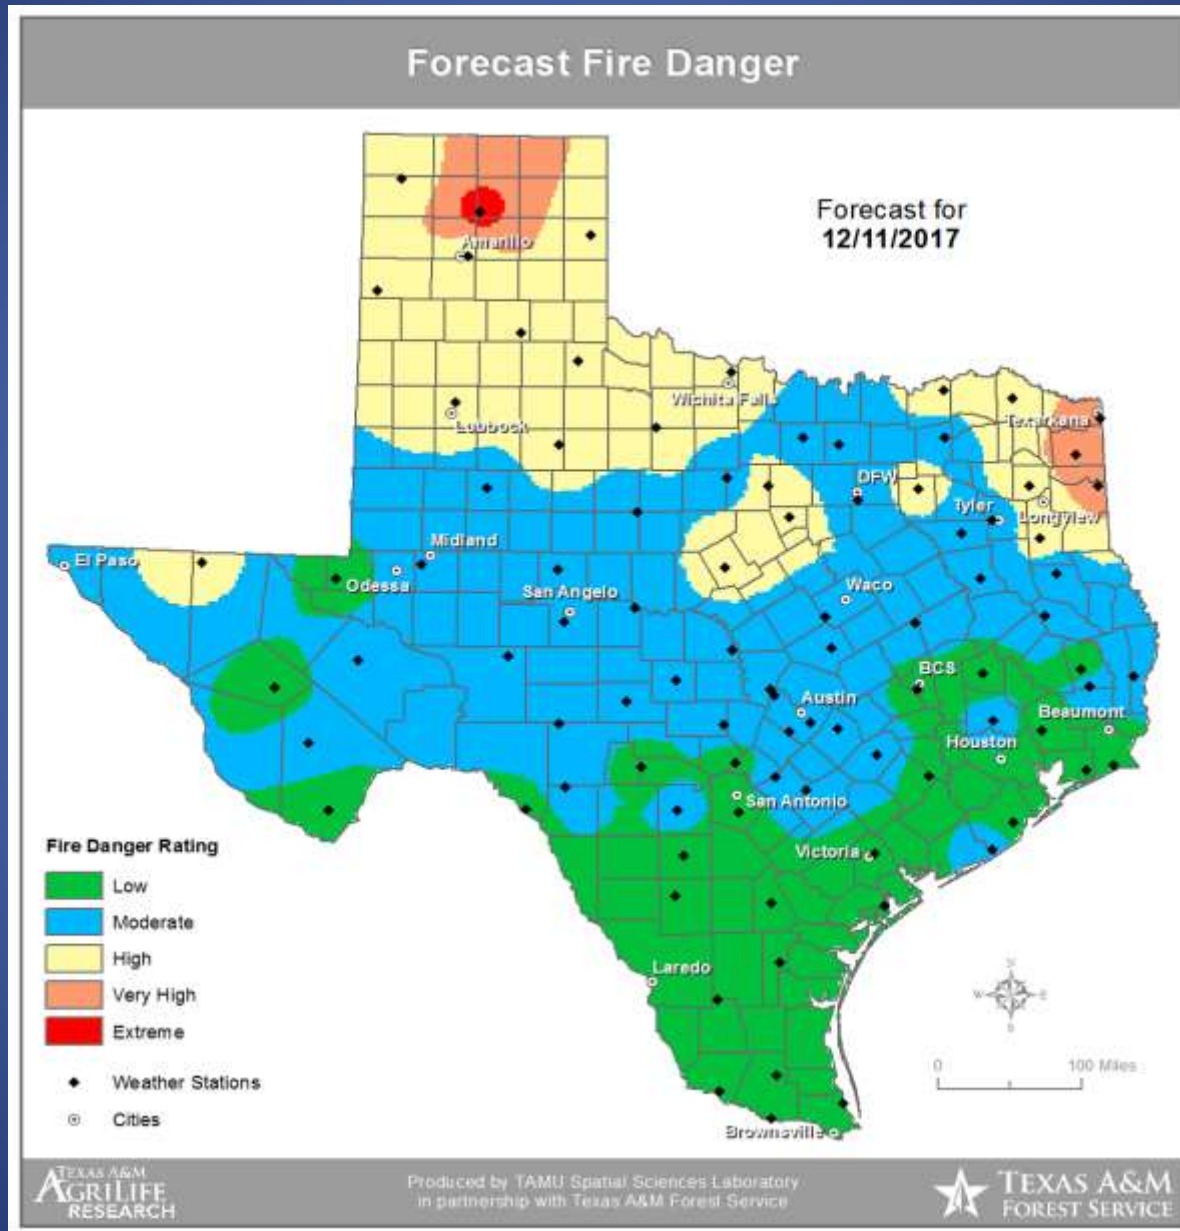 Forecast Fire Danger
Forecast for
12/11/2017
Amarillo
Wichita Falls
Lubbock
Texarkana
DFW
Tyler
Longview
El Paso
Midland
Odessa
San Angelo
Waco
BCS
Austin
Beaumont
Houston
San Antonio
Victoria
Laredo
Brownsville
Fire Danger Rating
Low
Moderate
High
Very High
Extreme
Weather Stations
Cities
N
W
E
S
0 100 Miles
TEXAS A&M
AGRILIFE
RESEARCH
Produced by TAMU Spatial Sciences Laboratory
in partnership with Texas A&M Forest Service
TEXAS A&M
FOREST SERVICE